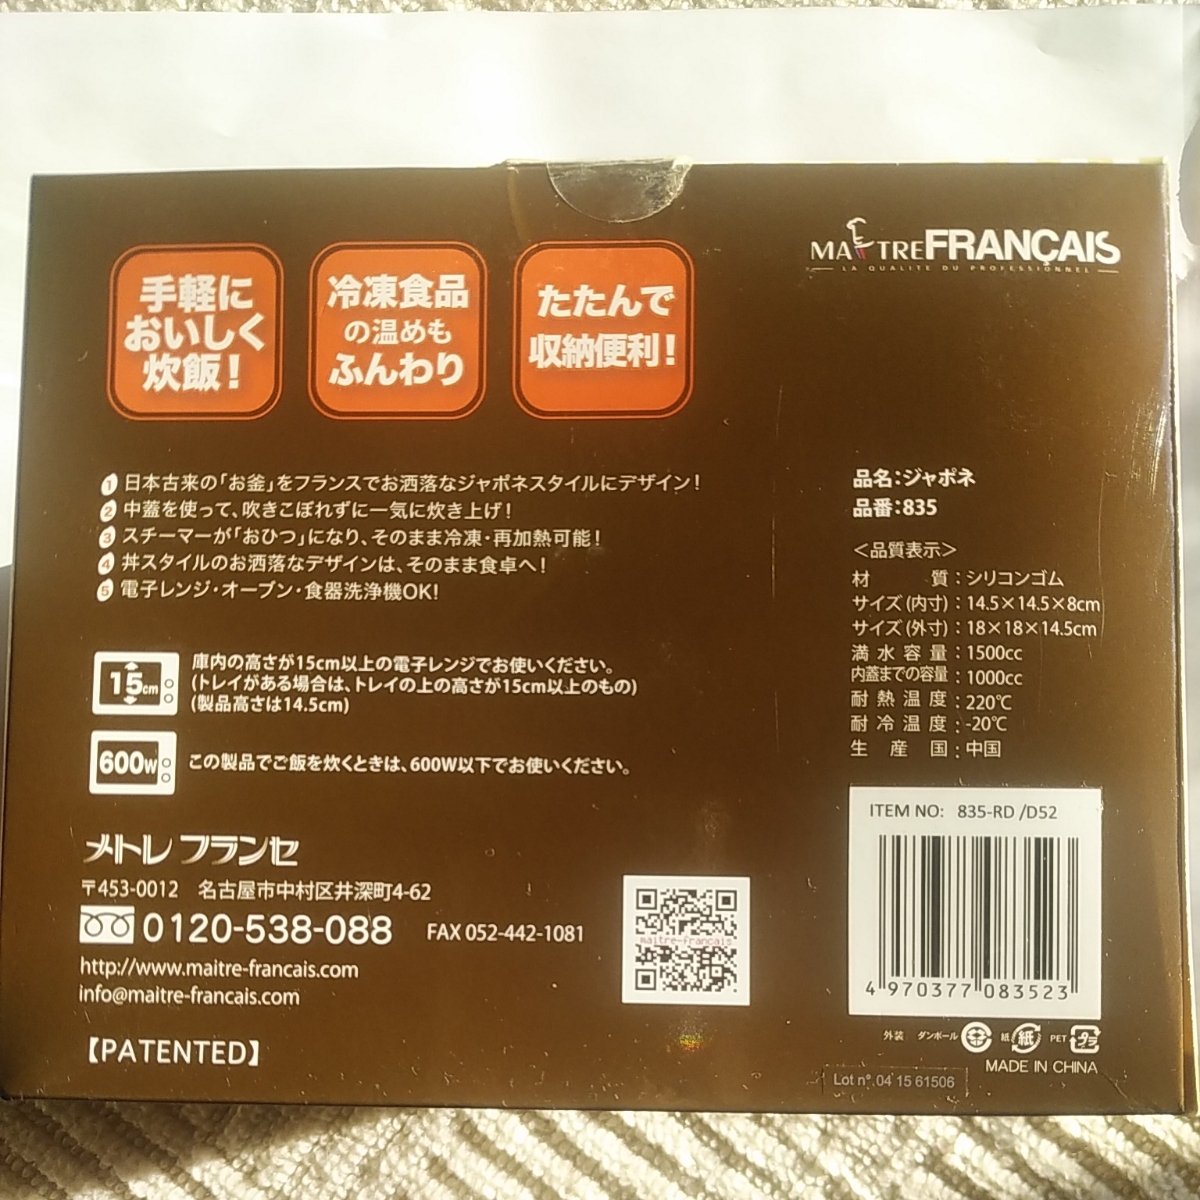 MAÎTRE FRANÇAIS
LA QUALITE DU PROFESSIONNEL
手軽に
おいしく
炊飯！
冷凍食品
の温めも
ふんわり
たたんで
収納便利！
1 日本古来の「お釜」をフランスでお洒落なジャポネスタイルにデザイン！
2 中蓋を使って、吹きこぼれずに一気に炊き上げ！
3 スチーマーが「おひつ」になり、そのまま冷凍・再加熱可能！
4 丼スタイルのお洒落なデザインは、そのまま食卓へ！
5 電子レンジ・オーブン・食器洗浄機OK！
15cm
庫内の高さが15cm以上の電子レンジでお使いください。
(トレイがある場合は、トレイの上の高さが15cm以上のもの)
(製品高さは14.5cm)
600W
この製品でご飯を炊くときは、600W以下でお使いください。
メトレ フランセ
〒453-0012 名古屋市中村区井深町4-62
0120-538-088 FAX 052-442-1081
http://www.maitre-francais.com
info@maitre-francais.com
【PATENTED】
maitre-francais
品名：ジャポネ
品番：835
＜品質表示＞
材質：シリコンゴム
サイズ(内寸)：14.5×14.5×8cm
サイズ(外寸)：18×18×14.5cm
満水容量：1500cc
内蓋までの容量：1000cc
耐熱温度：220℃
耐冷温度：-20℃
生産国：中国
ITEM NO: 835-RD /D52
4 970377 083523
外装 ダンボール 紙 紙 PET プラ
MADE IN CHINA
Lot n°.04 15 61506